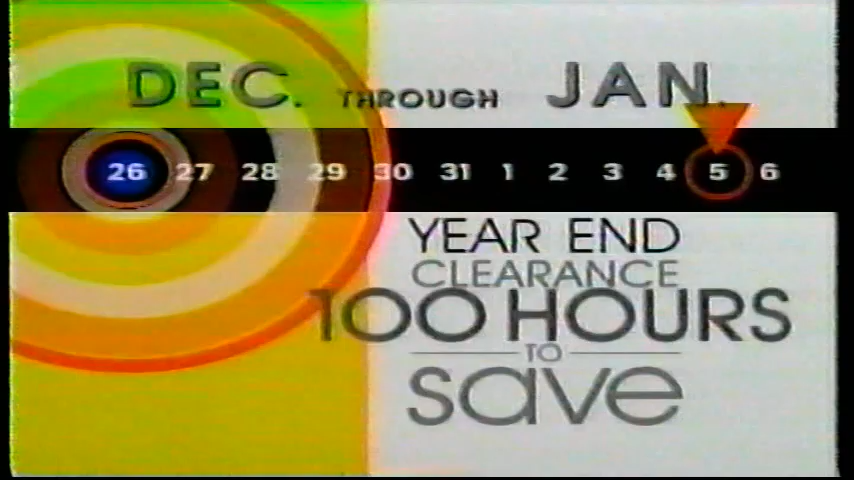 DEC. THROUGH JAN.
26 27 28 29 30 31 1 2 3 4 5 6
YEAR END
CLEARANCE
100 HOURS
TO
save